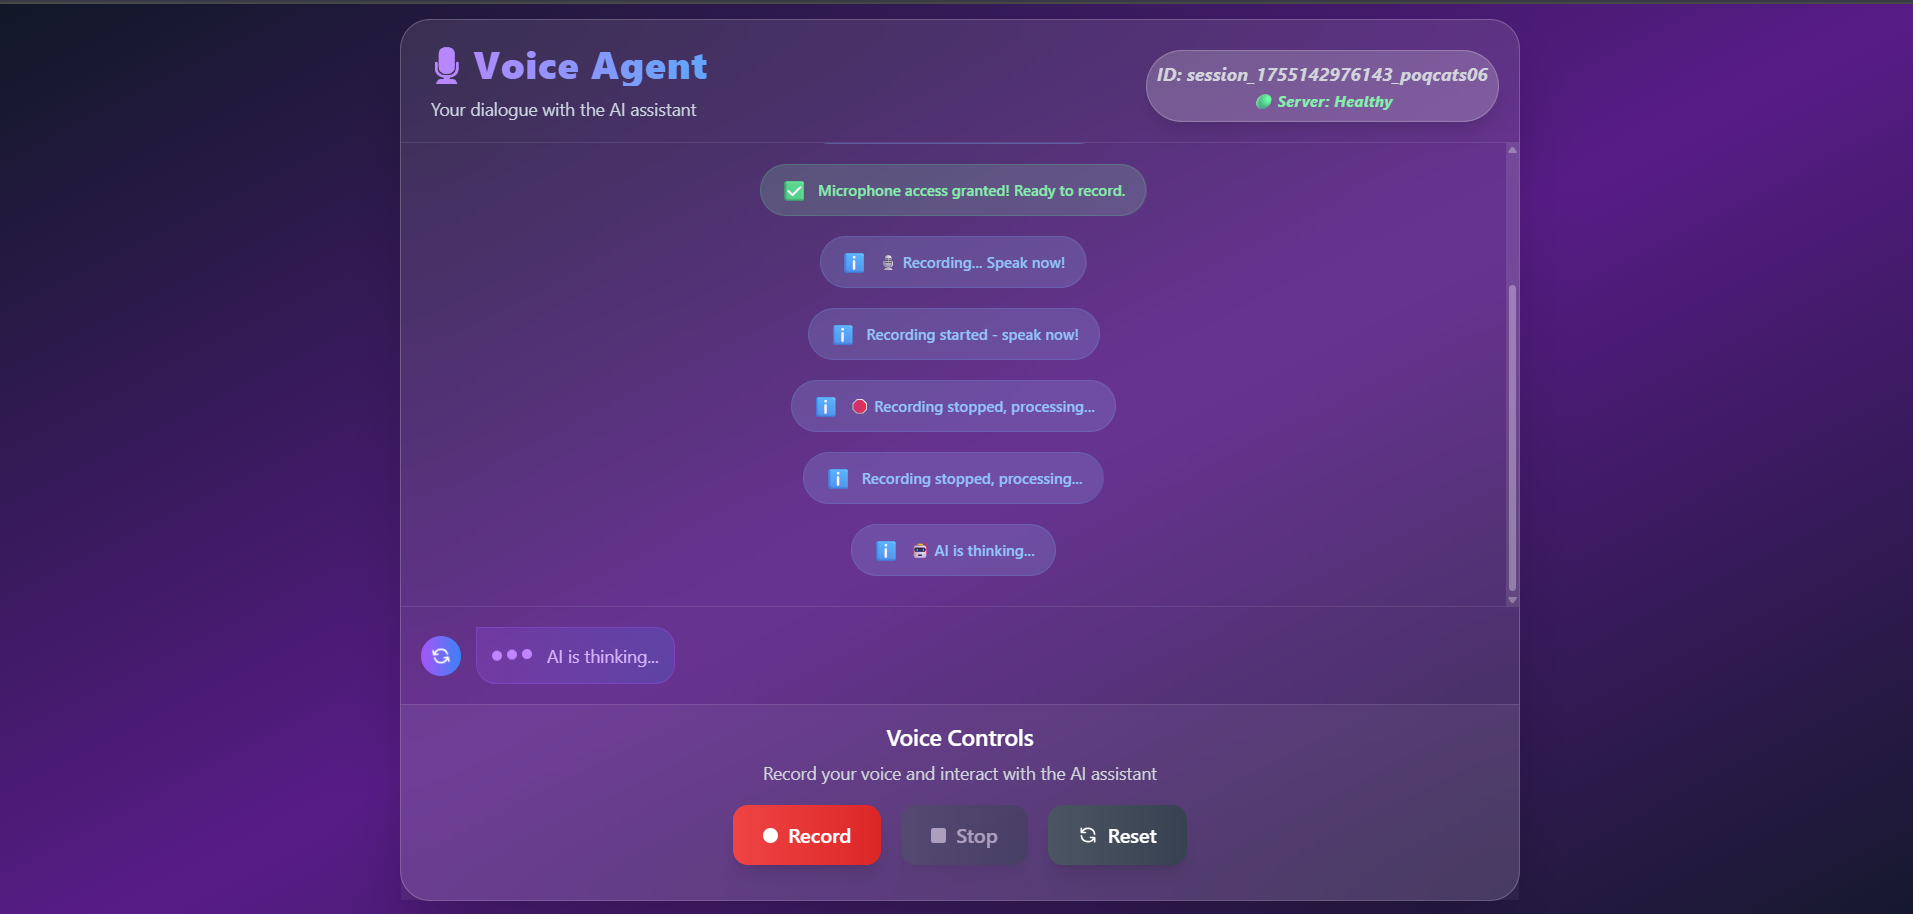 Voice Agent
Your dialogue with the AI assistant
ID: session_1755142976143_poqcats06
Server: Healthy
Microphone access granted! Ready to record.
Recording... Speak now!
Recording started - speak now!
Recording stopped, processing...
Recording stopped, processing...
AI is thinking...
AI is thinking...
Voice Controls
Record your voice and interact with the AI assistant
Record
Stop
Reset